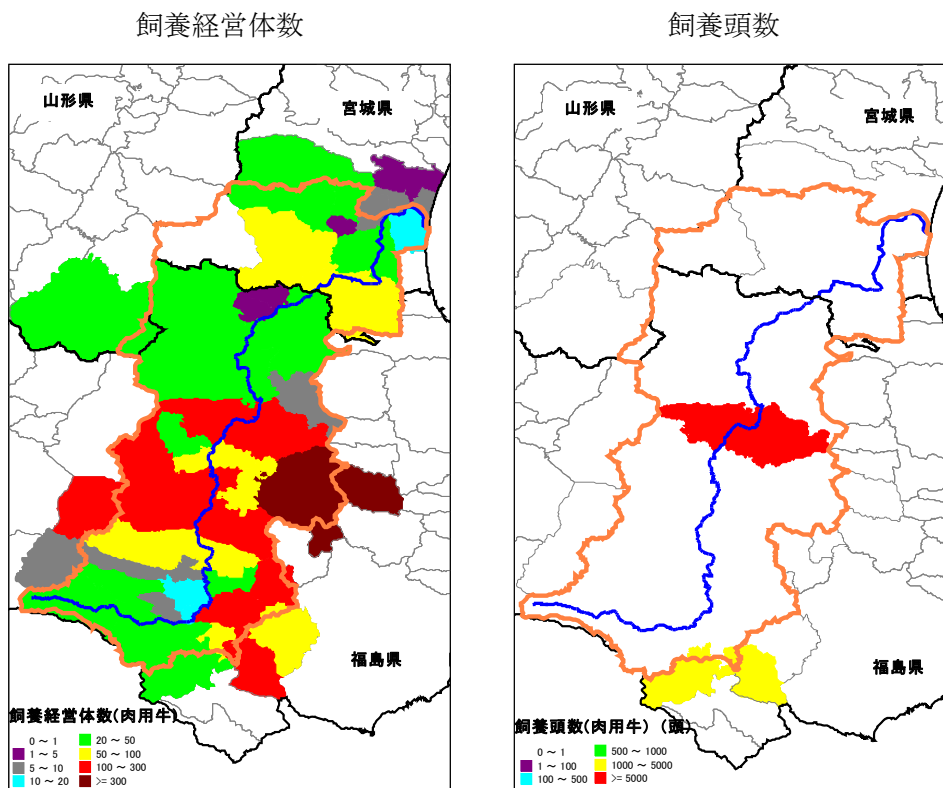 飼養経営体数
飼養頭数
山形県
宮城県
福島県
飼養経営体数(肉用牛)
0 ～ 1
1 ～ 5
5 ～ 10
10 ～ 20
20 ～ 50
50 ～ 100
100 ～ 300
>= 300
山形県
宮城県
福島県
飼養頭数(肉用牛) (頭)
0 ～ 1
1 ～ 100
100 ～ 500
500 ～ 1000
1000 ～ 5000
>= 5000